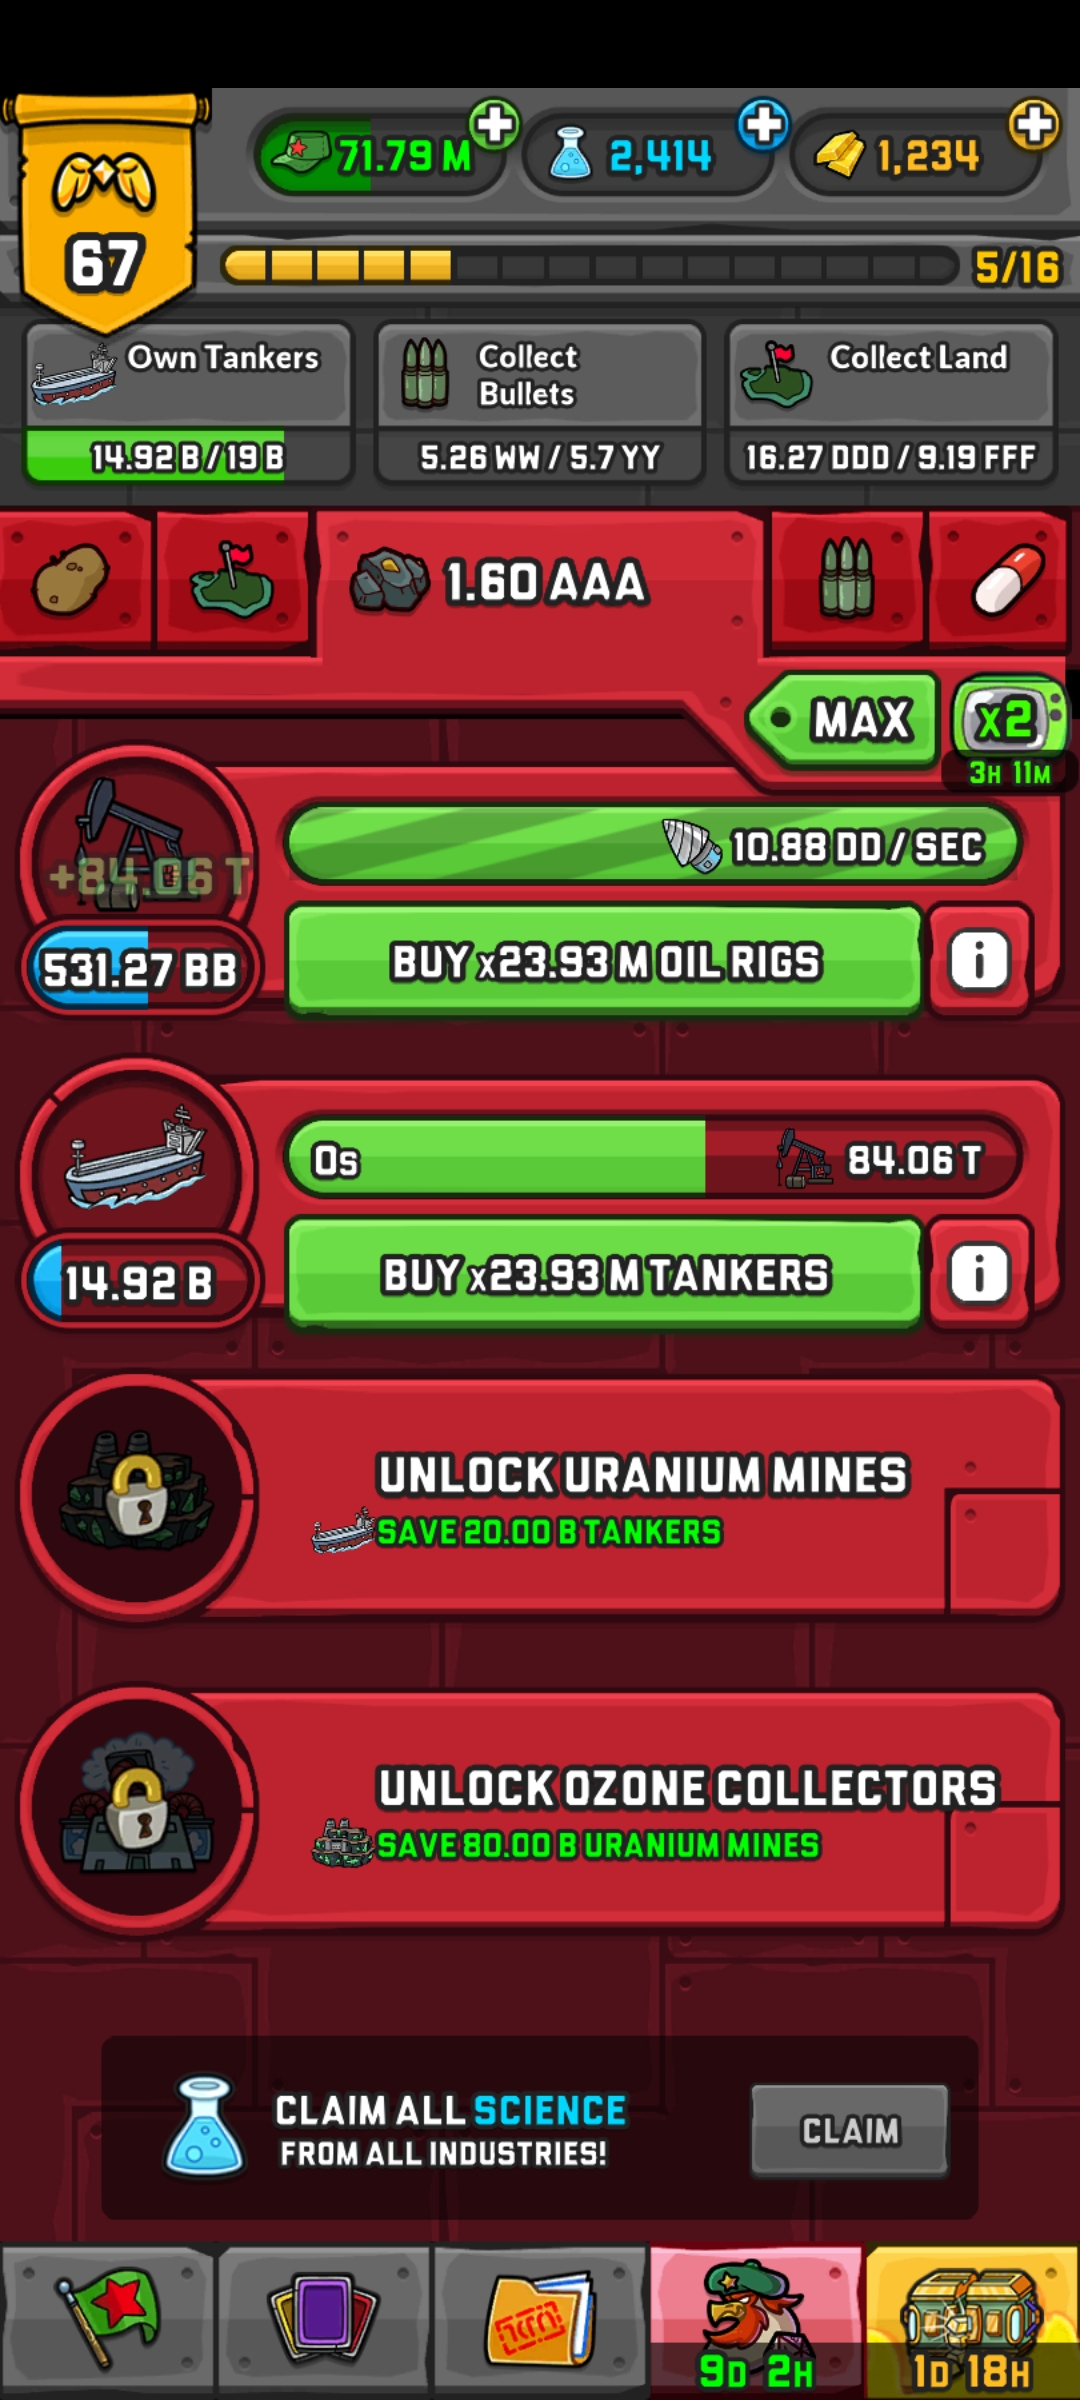 71.79 M
2,414
1,234
67
5/16
Own Tankers
14.92 B / 19 B
Collect
Bullets
5.26 WW / 5.7 YY
Collect Land
16.27 DDD / 9.19 FFF
1.60 AAA
MAX
x2
3H 11M
10.88 DD / SEC
+84.06 T
531.27 BB
BUY x23.93 M OIL RIGS
i
0s
84.06 T
14.92 B
BUY x23.93 M TANKERS
i
UNLOCK URANIUM MINES
SAVE 20.00 B TANKERS
UNLOCK OZONE COLLECTORS
SAVE 80.00 B URANIUM MINES
CLAIM ALL SCIENCE
FROM ALL INDUSTRIES!
CLAIM
9D 2H
1D 18H